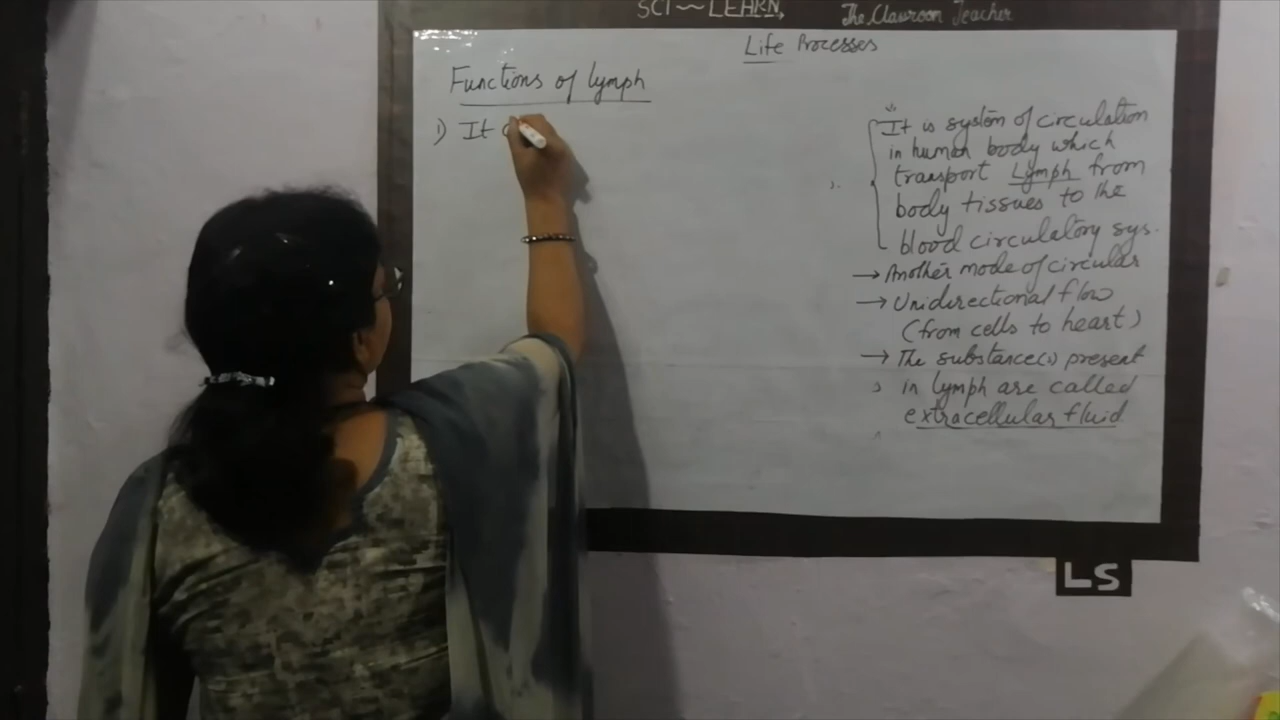 SCI~~LEARN, The Classroom Teacher
Life Processes
Functions of lymph
1) It
It is system of circulation
in human body which
transport Lymph from
body tissues to the
blood circulatory sys.
→ Another mode of circular
→ Unidirectional flow
(from cells to heart)
→ The substance(s) present
in lymph are called
extracellular fluid
LS